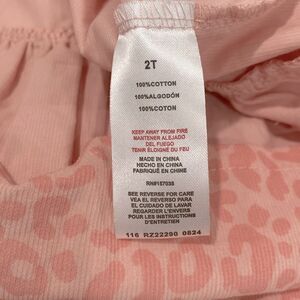 2T
100%COTTON
100%ALGODÓN
100%COTON
KEEP AWAY FROM FIRE
MANTENER ALEJADO
DEL FUEGO
TENIR ÉLOIGNÉ DU FEU
MADE IN CHINA
HECHO EN CHINA
FABRIQUÉ EN CHINE
RN#157035
SEE REVERSE FOR CARE
VEA EL REVERSO PARA
EL CUIDADO DE LAVAR
REGARDER L'ENVERS
POUR LES INSTRUCTIONS
D'ENTRETIEN
116 RZ22290 0824